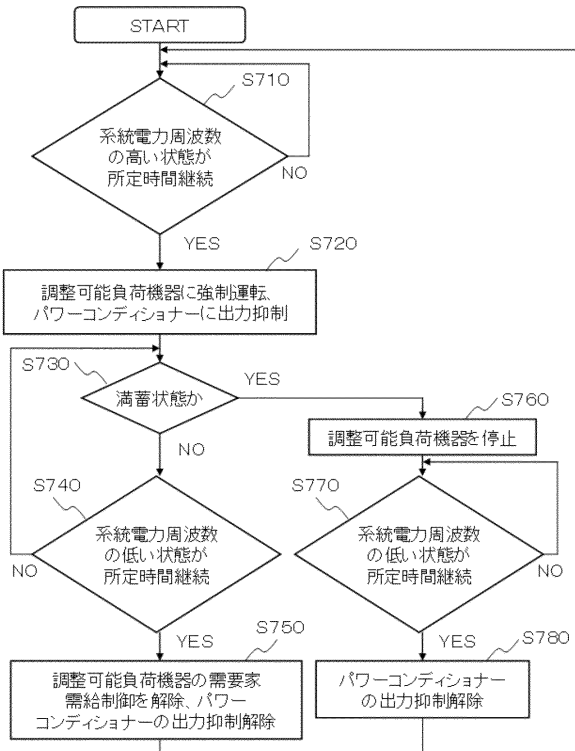 START
S710
系統電力周波数
の高い状態が
所定時間継続
NO
YES
S720
調整可能負荷機器に強制運転、
パワーコンディショナーに出力抑制
S730
満蓄状態か
YES
NO
S760
調整可能負荷機器を停止
S740
系統電力周波数
の低い状態が
所定時間継続
NO
YES
S770
系統電力周波数
の低い状態が
所定時間継続
NO
YES
S750
調整可能負荷機器の需要家
需給制御を解除、パワー
コンディショナーの出力抑制解除
S780
パワーコンディショナー
の出力抑制解除